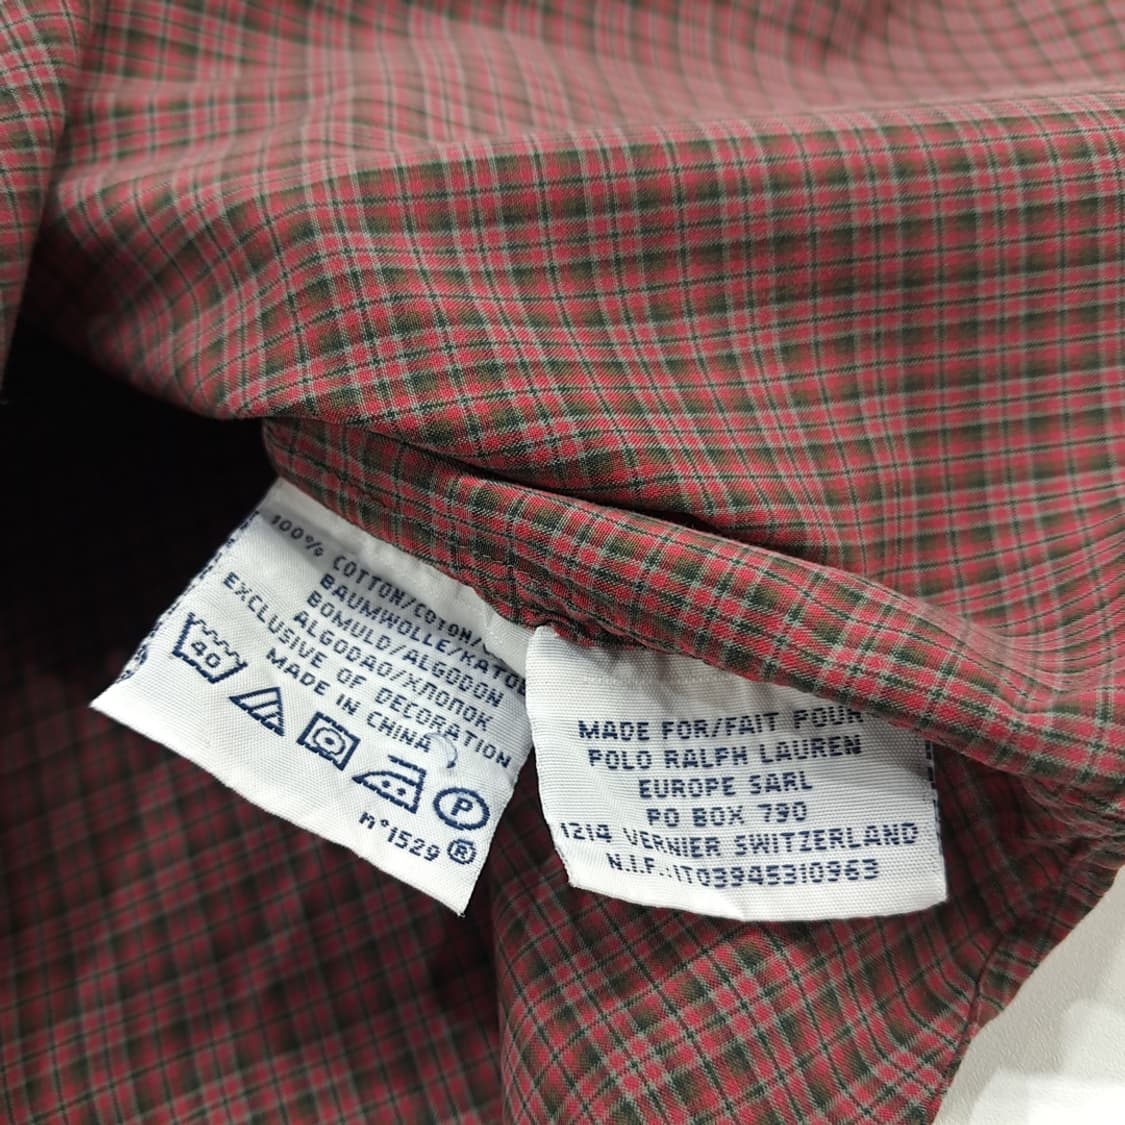 100% COTTON/COTON/
BAUMWOLLE/KATOE
BOMULD/ALGODON
ALGODAO/ХЛОПОК
EXCLUSIVE OF DECORATION
MADE IN CHINA
40
P
n°1529 ®
MADE FOR/FAIT POUR
POLO RALPH LAUREN
EUROPE SARL
PO BOX 790
1214 VERNIER SWITZERLAND
N.I.F.:IT03945310963